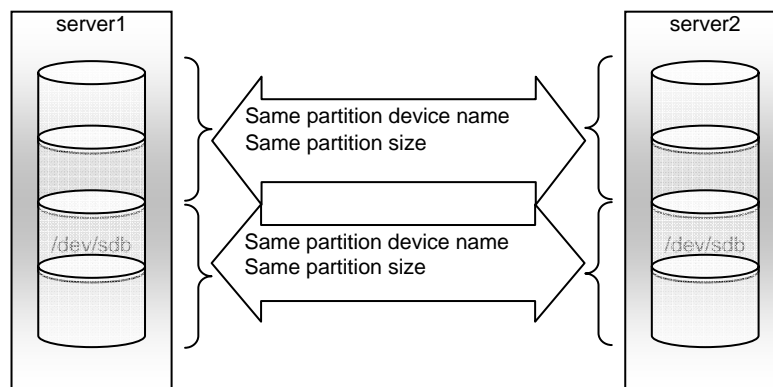 server1
server2
Same partition device name
Same partition size
/dev/sdb
/dev/sdb
Same partition device name
Same partition size